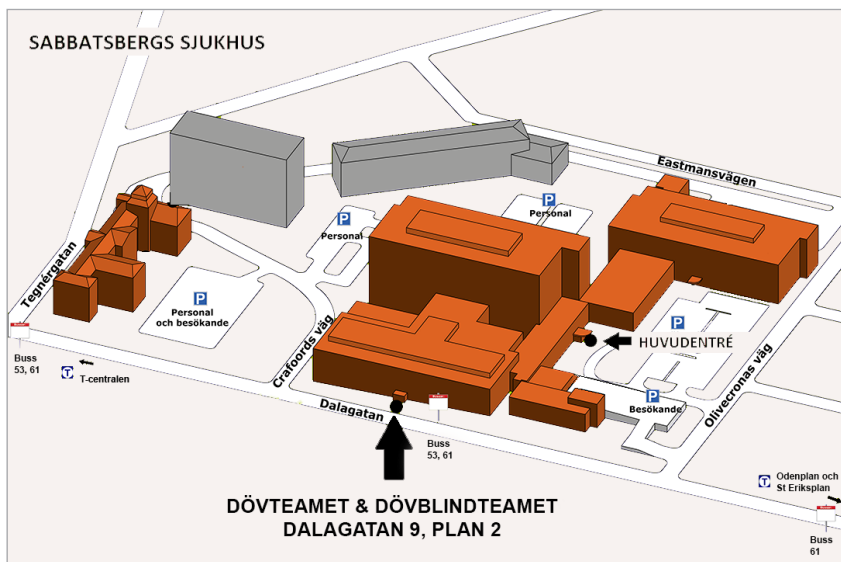 SABBATSBERGS SJUKHUS
Eastmansvägen
P
Personal
P
Personal
Tegnérgatan
P
Personal
och besökande
Crafoords väg
P
HUVUDENTRÉ
Olivecronas väg
P
Besökande
Buss
53, 61
T
T-centralen
Dalagatan
Buss
53, 61
T
Odenplan och
St Eriksplan
Buss
61
DÖVTEAMET & DÖVBLINDTEAMET
DALAGATAN 9, PLAN 2